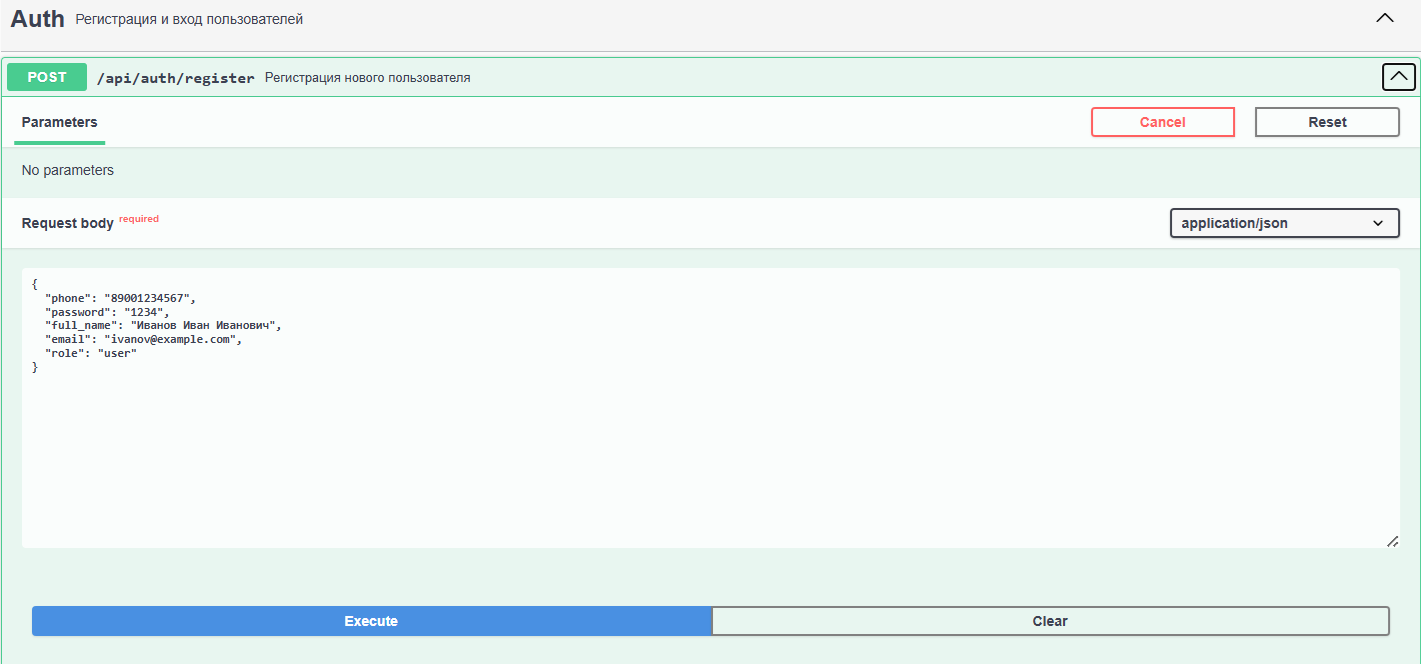 Auth Регистрация и вход пользователей
POST /api/auth/register Регистрация нового пользователя
Parameters Cancel Reset
No parameters
Request body required application/json
{
"phone": "89001234567",
"password": "1234",
"full_name": "Иванов Иван Иванович",
"email": "ivanov@example.com",
"role": "user"
}
Execute Clear